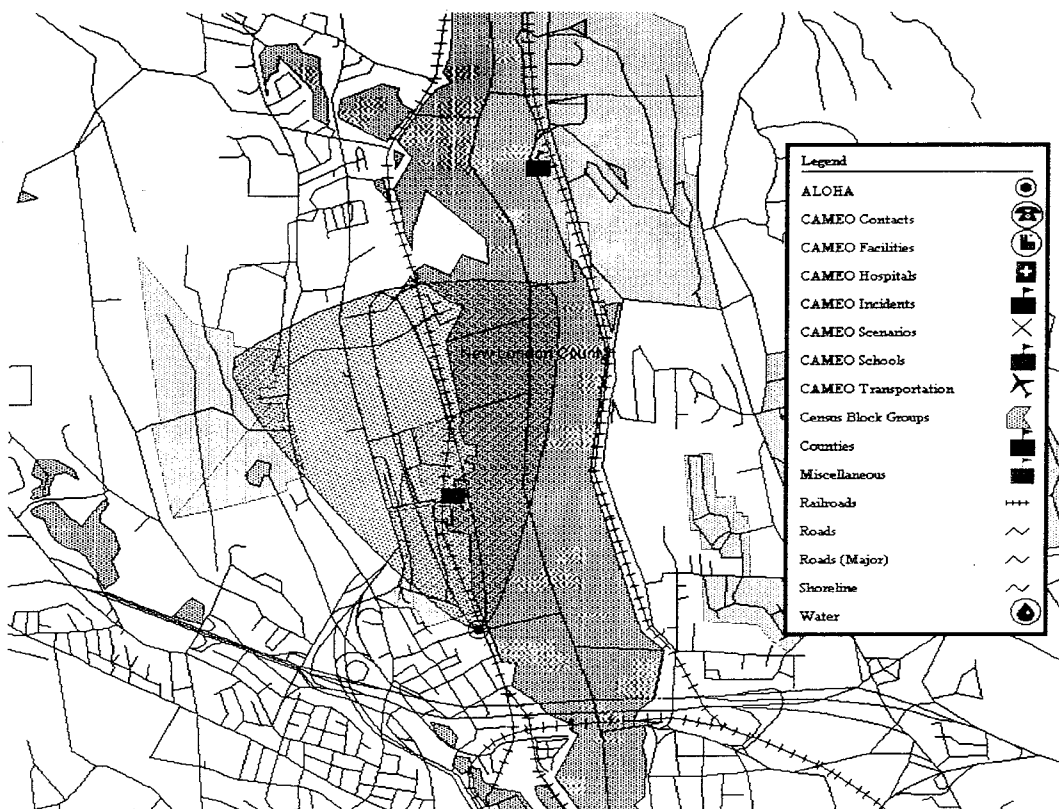 New London County
Legend
ALOHA
CAMEO Contacts
CAMEO Facilities
CAMEO Hospitals
CAMEO Incidents
CAMEO Scenarios
CAMEO Schools
CAMEO Transportation
Census Block Groups
Counties
Miscellaneous
Railroads
Roads
Roads (Major)
Shoreline
Water